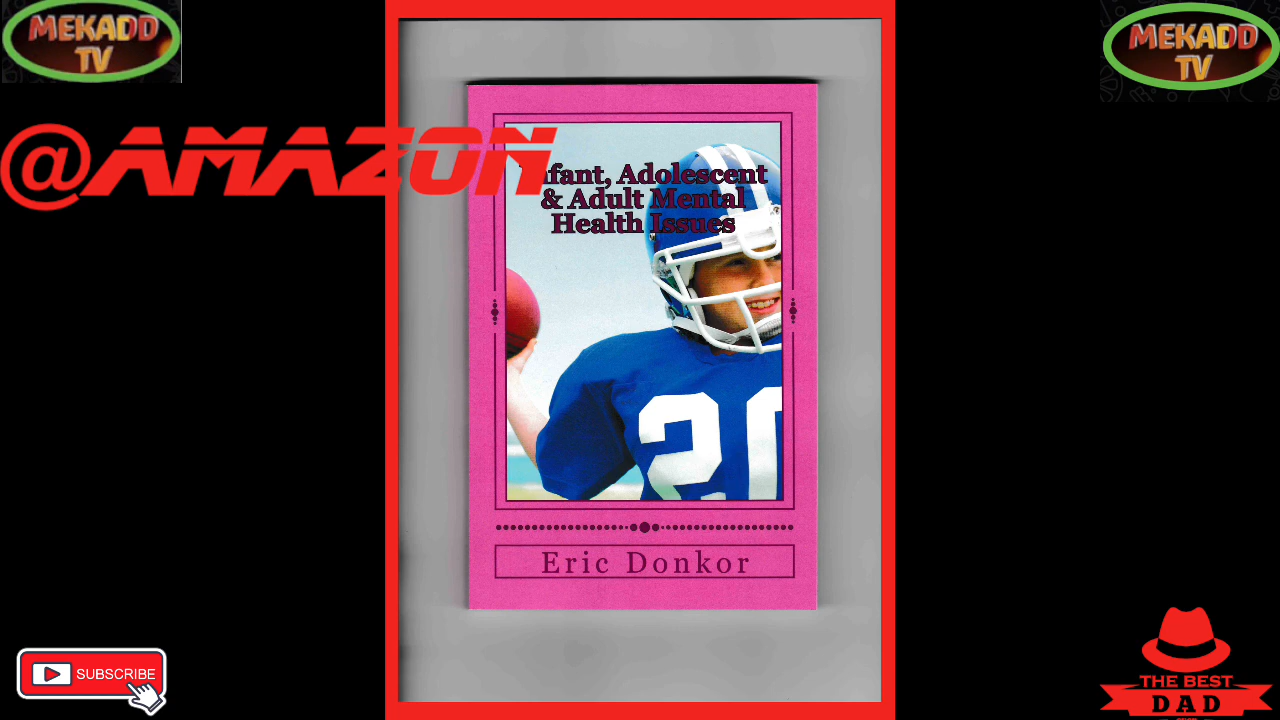 MEKADD
TV
MEKADD
TV
@AMAZON
Infant, Adolescent
& Adult Mental
Health Issues
20
Eric Donkor
SUBSCRIBE
THE BEST
DAD